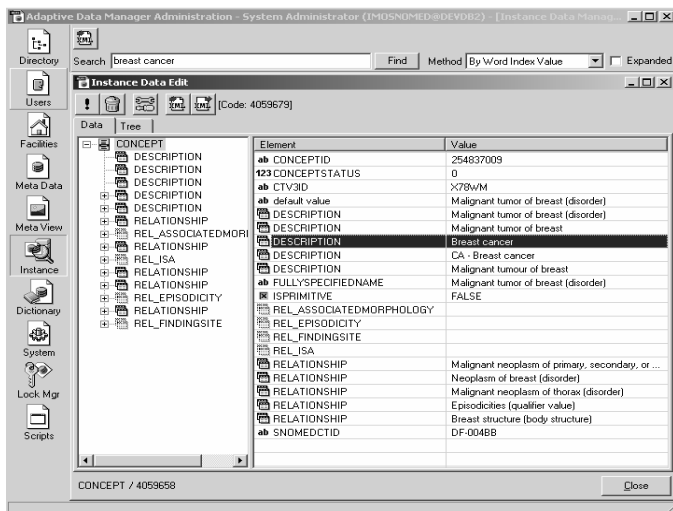 Adaptive Data Manager Administration - System Administrator (IMOSNOMED@DEVDB2) - [Instance Data Manag...
Directory
Users
Facilities
Meta Data
Meta View
Instance
Dictionary
System
Lock Mgr
Scripts
XML
Search breast cancer Find Method By Word Index Value Expanded
Instance Data Edit
XML XML [Code: 4059679]
Data Tree
CONCEPT
DESCRIPTION
DESCRIPTION
DESCRIPTION
DESCRIPTION
DESCRIPTION
RELATIONSHIP
REL_ASSOCIATEDMORI
RELATIONSHIP
REL_ISA
RELATIONSHIP
RELATIONSHIP
REL_EPISODICITY
RELATIONSHIP
REL_FINDINGSITE
Element Value
ab CONCEPTID 254837009
123 CONCEPTSTATUS 0
ab CTV3ID X78WM
ab default value Malignant tumor of breast (disorder)
DESCRIPTION Malignant tumor of breast (disorder)
DESCRIPTION Malignant tumor of breast
DESCRIPTION Breast cancer
DESCRIPTION CA - Breast cancer
DESCRIPTION Malignant tumour of breast
ab FULLYSPECIFIEDNAME Malignant tumor of breast (disorder)
ISPRIMITIVE FALSE
REL_ASSOCIATEDMORPHOLOGY
REL_EPISODICITY
REL_FINDINGSITE
REL_ISA
RELATIONSHIP Malignant neoplasm of primary, secondary, or ...
RELATIONSHIP Neoplasm of breast (disorder)
RELATIONSHIP Malignant neoplasm of thorax (disorder)
RELATIONSHIP Episodicities (qualifier value)
RELATIONSHIP Breast structure (body structure)
ab SNOMEDCTID DF-004BB
CONCEPT / 4059658 Close